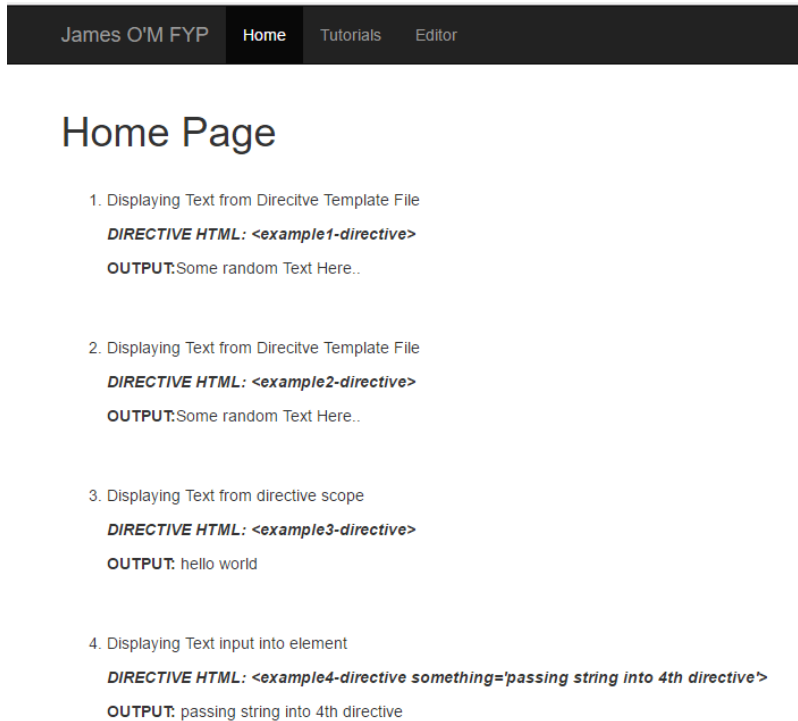 James O'M FYP Home Tutorials Editor
Home Page
1. Displaying Text from Direcitve Template File
DIRECTIVE HTML: <example1-directive>
OUTPUT:Some random Text Here..
2. Displaying Text from Direcitve Template File
DIRECTIVE HTML: <example2-directive>
OUTPUT:Some random Text Here..
3. Displaying Text from directive scope
DIRECTIVE HTML: <example3-directive>
OUTPUT: hello world
4. Displaying Text input into element
DIRECTIVE HTML: <example4-directive something='passing string into 4th directive'>
OUTPUT: passing string into 4th directive